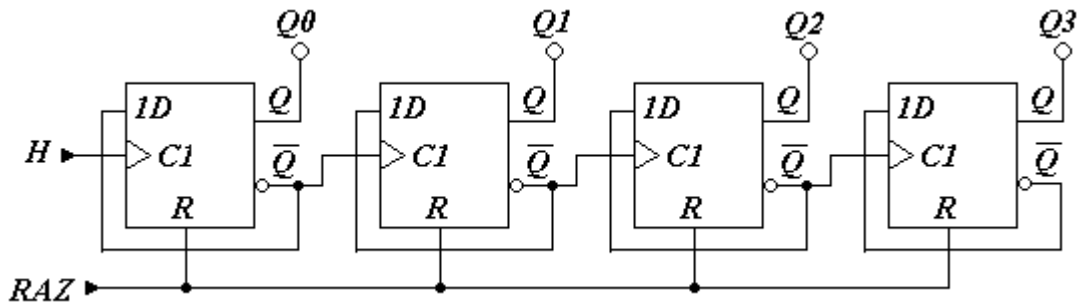 Q0 Q1 Q2 Q3
1D Q 1D Q 1D Q 1D Q
H C1 Q̅ C1 Q̅ C1 Q̅ C1 Q̅
R R R R
RAZ